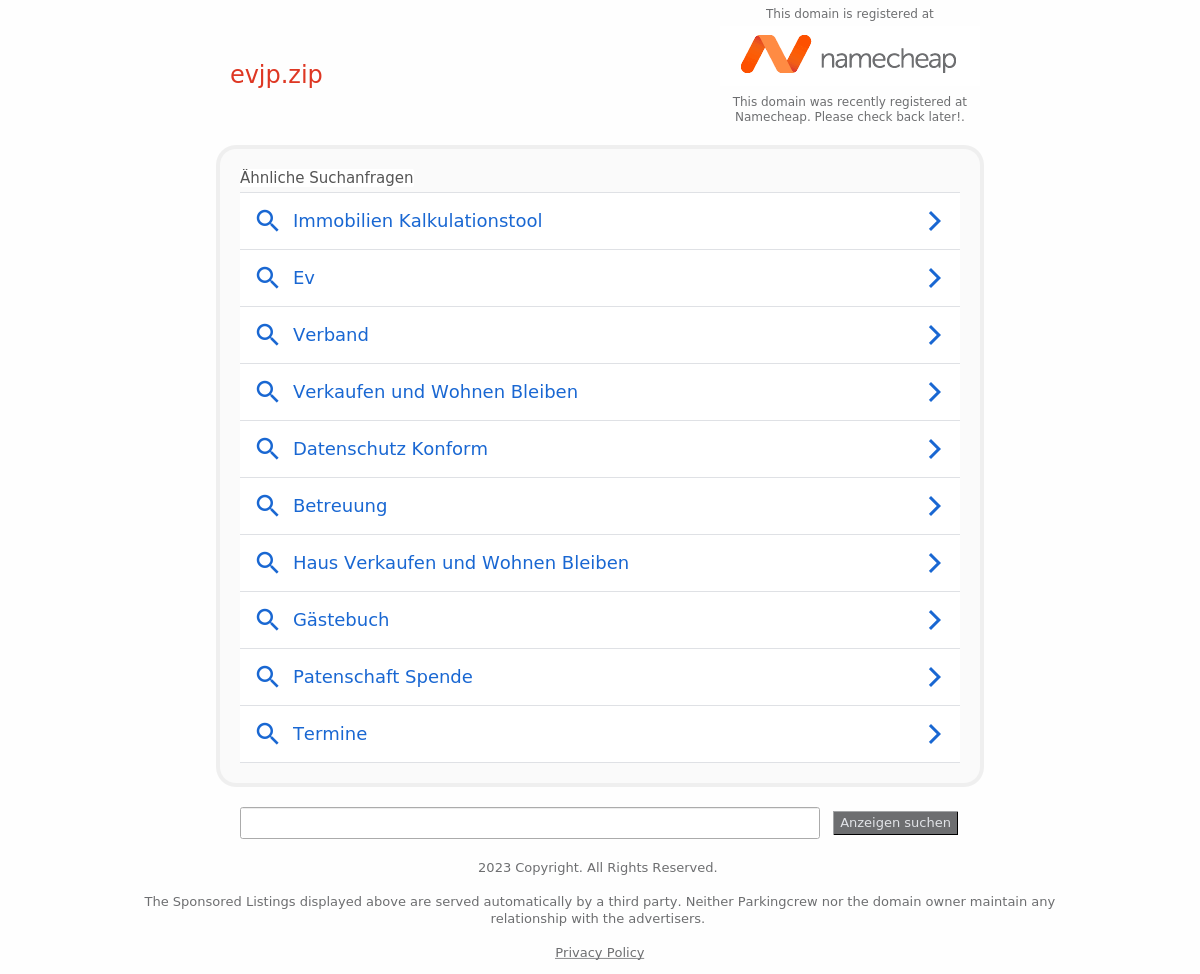 This domain is registered at
namecheap
evjp.zip
This domain was recently registered at
Namecheap. Please check back later!.
Ähnliche Suchanfragen
Immobilien Kalkulationstool
Ev
Verband
Verkaufen und Wohnen Bleiben
Datenschutz Konform
Betreuung
Haus Verkaufen und Wohnen Bleiben
Gästebuch
Patenschaft Spende
Termine
Anzeigen suchen
2023 Copyright. All Rights Reserved.
The Sponsored Listings displayed above are served automatically by a third party. Neither Parkingcrew nor the domain owner maintain any
relationship with the advertisers.
Privacy Policy